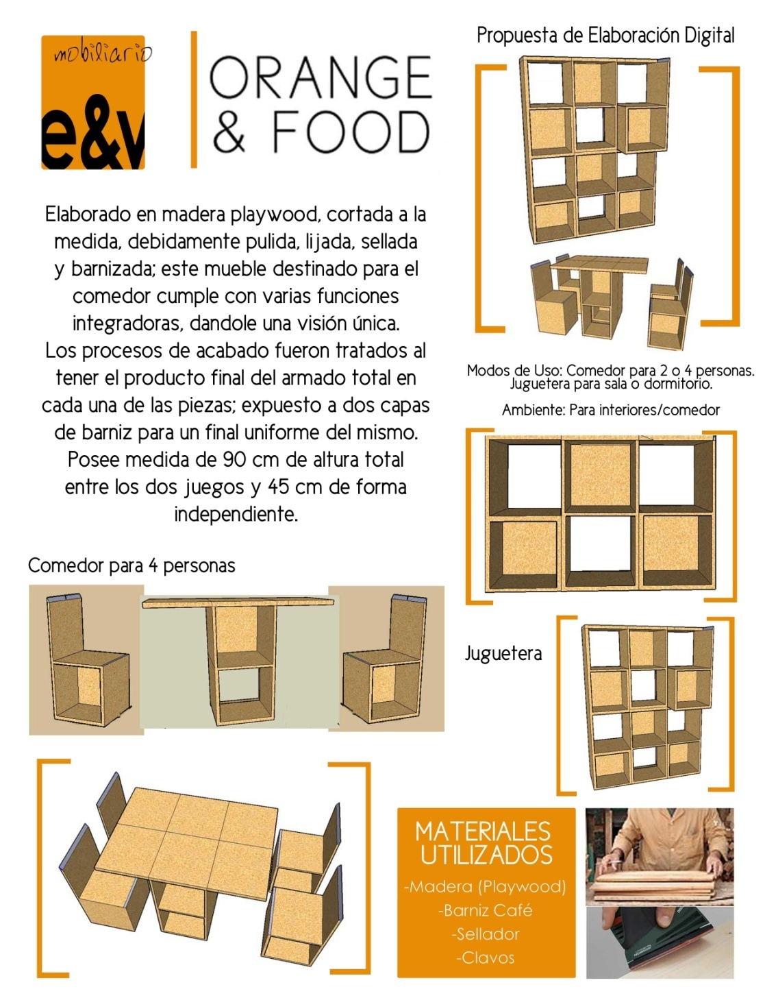 mobiliario
e&v
ORANGE
& FOOD
Elaborado en madera playwood, cortada a la
medida, debidamente pulida, lijada, sellada
y barnizada; este mueble destinado para el
comedor cumple con varias funciones
integradoras, dandole una visión única.
Los procesos de acabado fueron tratados al
tener el producto final del armado total en
cada una de las piezas; expuesto a dos capas
de barniz para un final uniforme del mismo.
Posee medida de 90 cm de altura total
entre los dos juegos y 45 cm de forma
independiente.
Propuesta de Elaboración Digital
Modos de Uso: Comedor para 2 o 4 personas.
Juguetera para sala o dormitorio.
Ambiente: Para interiores/comedor
Comedor para 4 personas
Juguetera
MATERIALES
UTILIZADOS
-Madera (Playwood)
-Barniz Café
-Sellador
-Clavos